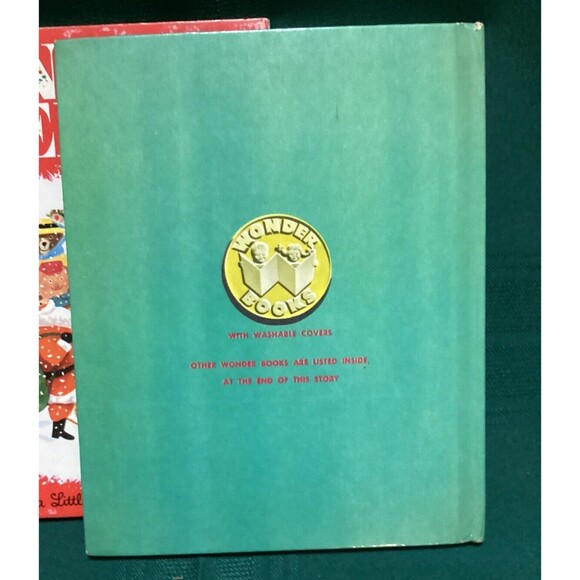 WONDER
BOOKS
WITH WASHABLE COVERS
OTHER WONDER BOOKS ARE LISTED INSIDE,
AT THE END OF THIS STORY
a Little